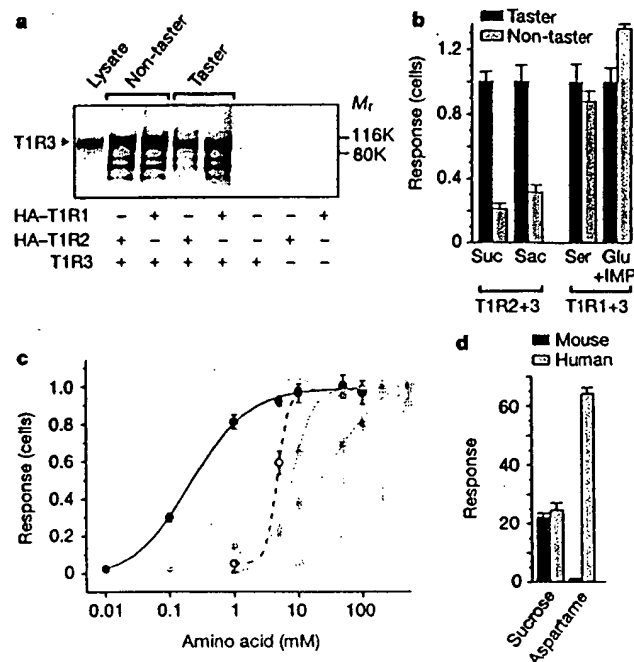 a
Lysate
Non-taster
Taster
Mr
T1R3
116K
80K
HA–T1R1 – + – + – – +
HA–T1R2 + – + – – + –
T1R3 + + + + + – –
b
Taster
Non-taster
Response (cells)
1.2
0.8
0.4
0
Suc Sac Ser Glu
+IMP
T1R2+3 T1R1+3
c
Response (cells)
1.0
0.8
0.6
0.4
0.2
0
0.01 0.1 1 10 100
Amino acid (mM)
d
Mouse
Human
Response
60
40
20
0
Sucrose
Aspartame